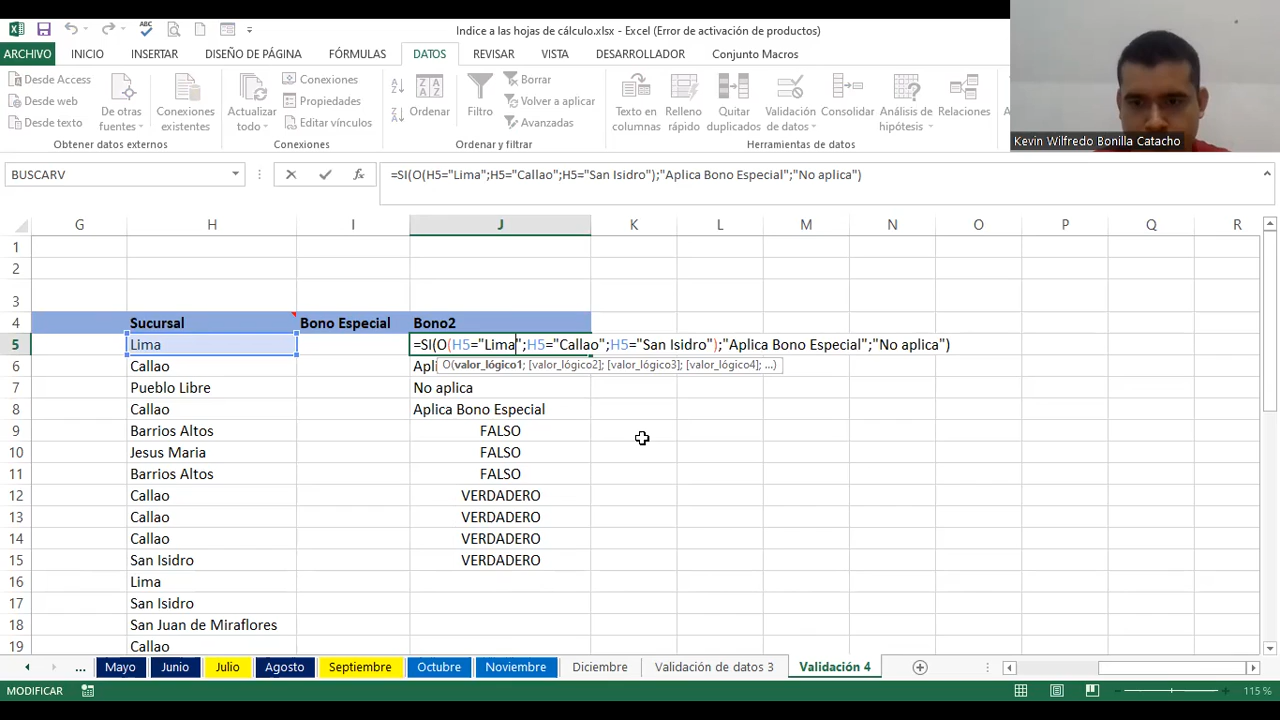 Indice a las hojas de cálculo.xlsx - Excel (Error de activación de productos)
ARCHIVO INICIO INSERTAR DISEÑO DE PÁGINA FÓRMULAS DATOS REVISAR VISTA DESARROLLADOR Conjunto Macros
Desde Access
Desde web
Desde texto
De otras fuentes
Conexiones existentes
Obtener datos externos
Actualizar todo
Conexiones
Propiedades
Editar vínculos
Conexiones
Ordenar
Filtro
Borrar
Volver a aplicar
Avanzadas
Ordenar y filtrar
Texto en columnas
Relleno rápido
Quitar duplicados
Validación de datos
Consolidar
Análisis de hipótesis
Relaciones
Herramientas de datos
Kevin Wilfredo Bonilla Catacho
BUSCARV
fx
=SI(O(H5="Lima";H5="Callao";H5="San Isidro");"Aplica Bono Especial";"No aplica")
G H I J K L M N O P Q R
1
2
3
4 Sucursal Bono Especial Bono2
5 Lima =SI(O(H5="Lima";H5="Callao";H5="San Isidro");"Aplica Bono Especial";"No aplica")
O(valor_lógico1; [valor_lógico2]; [valor_lógico3]; [valor_lógico4]; ...)
6 Callao Apli
7 Pueblo Libre No aplica
8 Callao Aplica Bono Especial
9 Barrios Altos FALSO
10 Jesus Maria FALSO
11 Barrios Altos FALSO
12 Callao VERDADERO
13 Callao VERDADERO
14 Callao VERDADERO
15 San Isidro VERDADERO
16 Lima
17 San Isidro
18 San Juan de Miraflores
19 Callao
... Mayo Junio Julio Agosto Septiembre Octubre Noviembre Diciembre Validación de datos 3 Validación 4
MODIFICAR 115 %